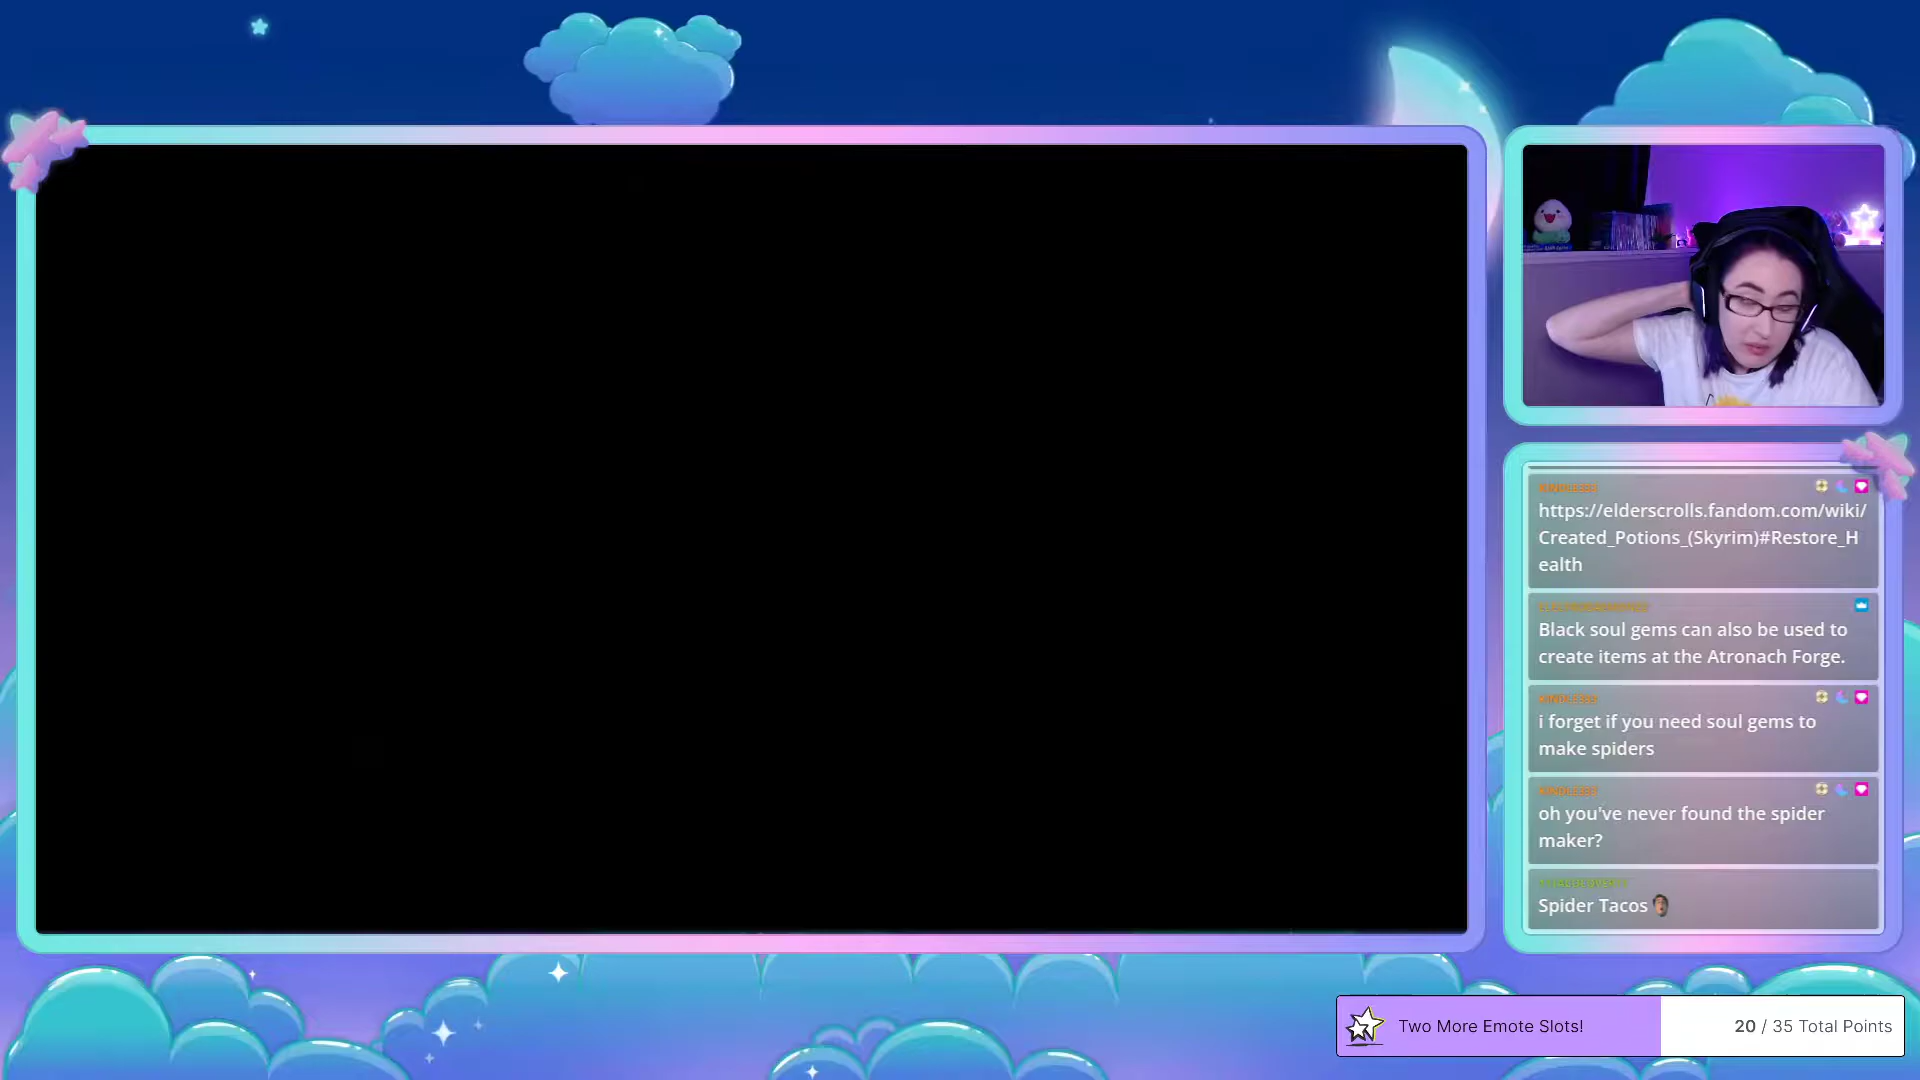 https://elderscrolls.fandom.com/wiki/
Created_Potions_(Skyrim)#Restore_H
ealth
Black soul gems can also be used to
create items at the Atronach Forge.
i forget if you need soul gems to
make spiders
oh you've never found the spider
maker?
Spider Tacos
Two More Emote Slots!
20 / 35 Total Points